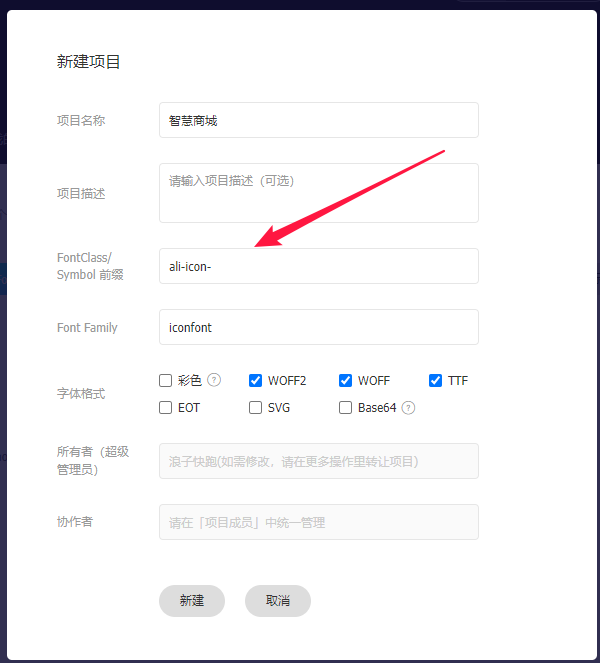 新建项目
项目名称
智慧商城
项目描述
请输入项目描述（可选）
FontClass/
Symbol 前缀
ali-icon-
Font Family
iconfont
字体格式
彩色 ? WOFF2 WOFF TTF
EOT SVG Base64 ?
所有者（超级
管理员）
浪子快跑(如需修改，请在更多操作里转让项目)
协作者
请在「项目成员」中统一管理
新建 取消